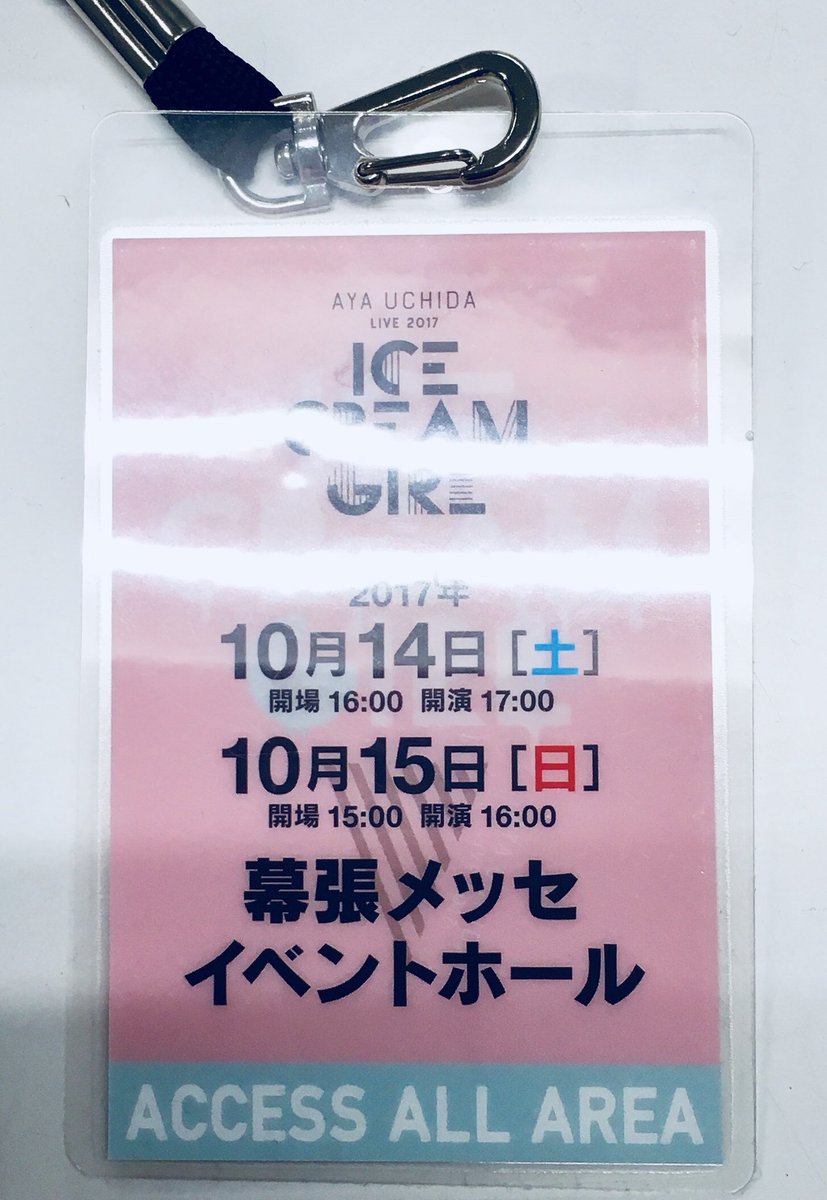 AYA UCHIDA
LIVE 2017
ICE
CREAM
GIRL
2017年
10月14日［土］
開場 16:00 開演 17:00
10月15日［日］
開場 15:00 開演 16:00
幕張メッセ
イベントホール
ACCESS ALL AREA